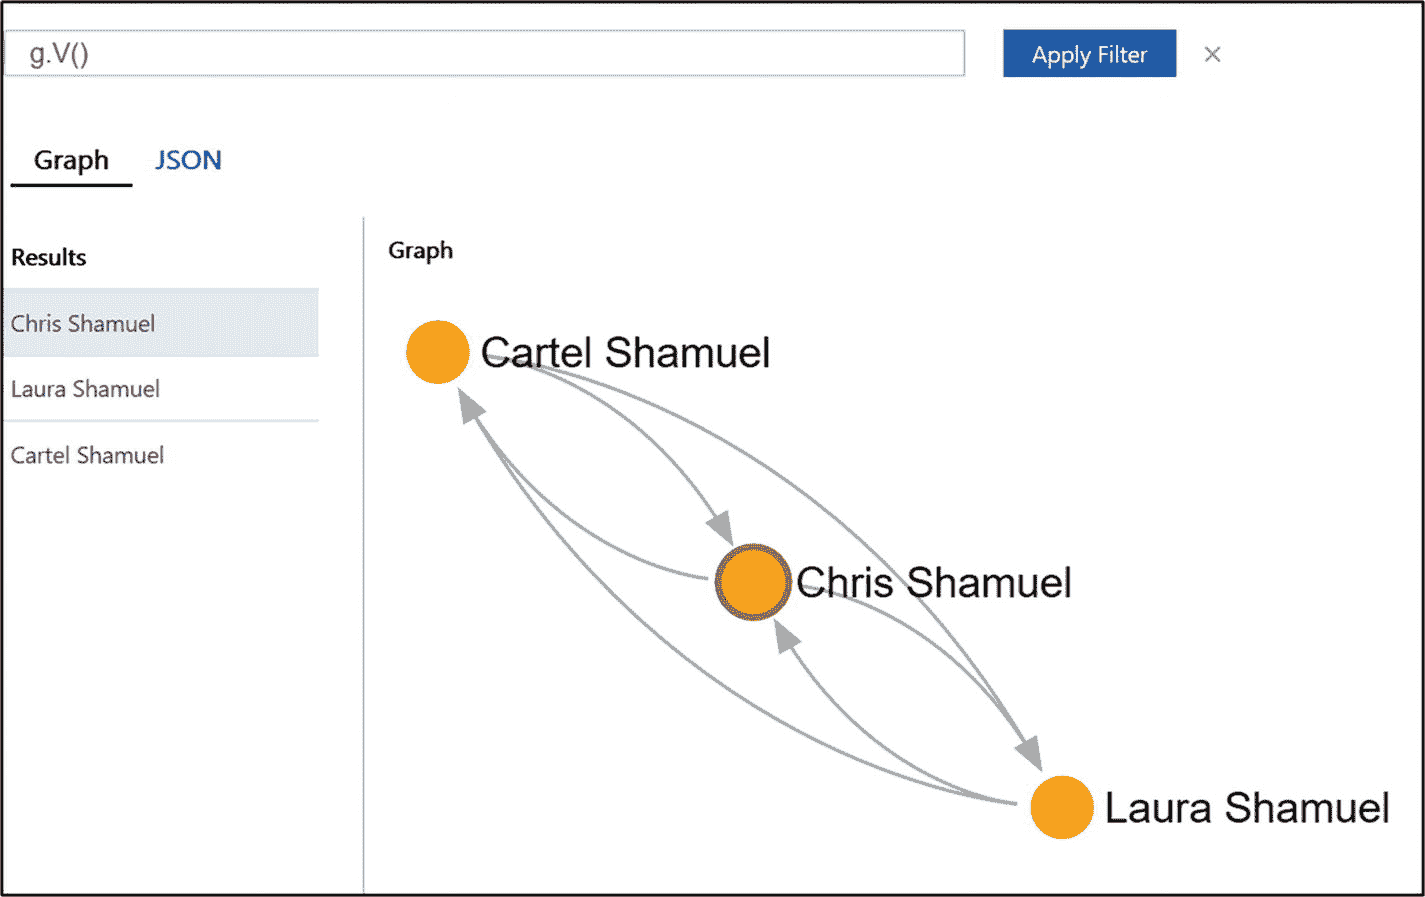 g.V()
Apply Filter ×
Graph JSON
Results
Chris Shamuel
Laura Shamuel
Cartel Shamuel
Graph
Cartel Shamuel
Chris Shamuel
Laura Shamuel